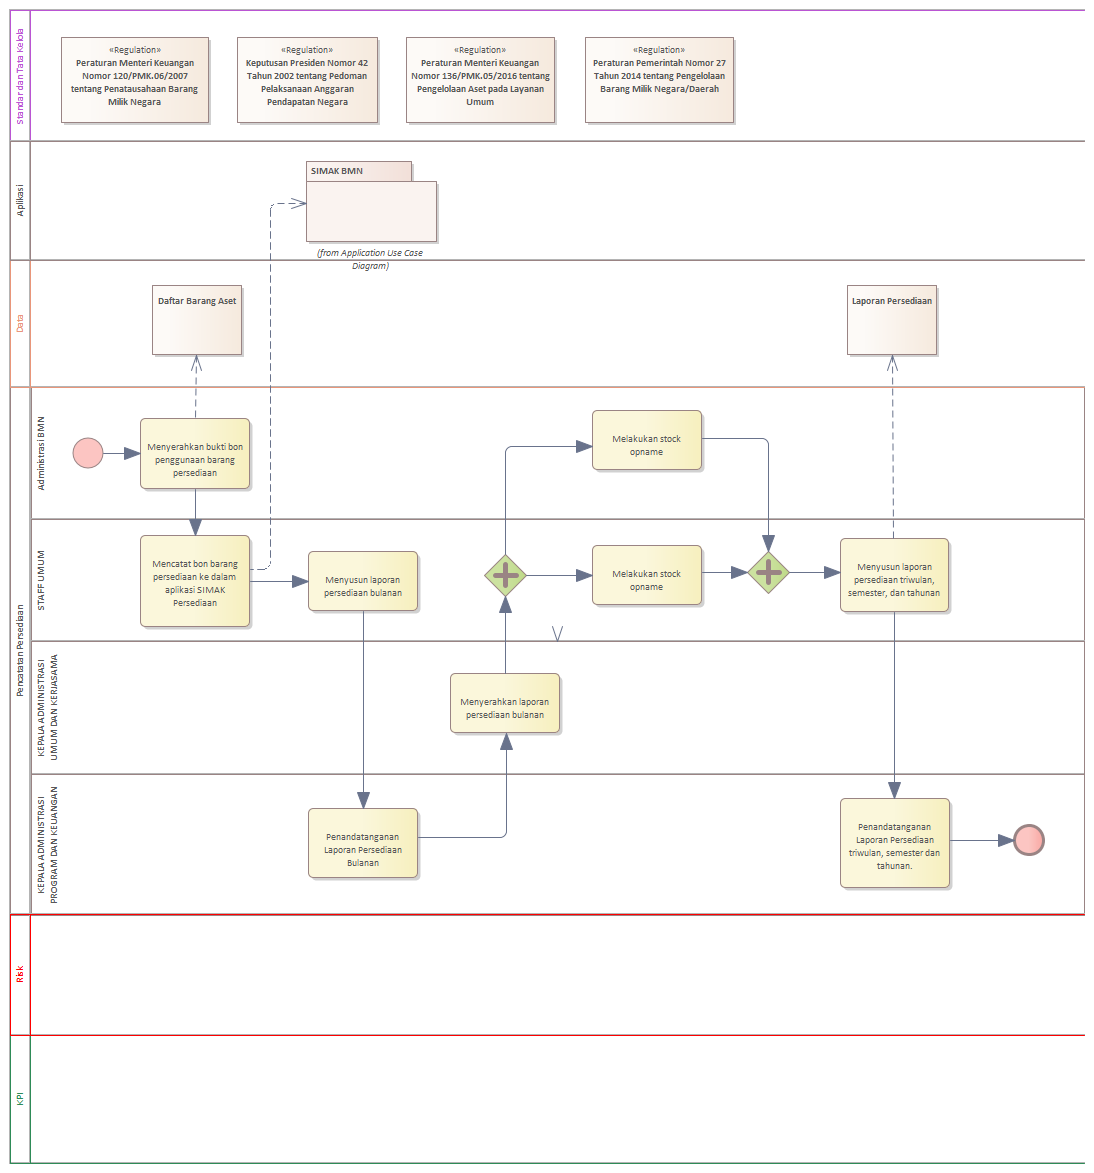 Standar dan Tata Kelola
«Regulation»
Peraturan Menteri Keuangan
Nomor 120/PMK.06/2007
tentang Penatausahaan Barang
Milik Negara
«Regulation»
Keputusan Presiden Nomor 42
Tahun 2002 tentang Pedoman
Pelaksanaan Anggaran
Pendapatan Negara
«Regulation»
Peraturan Menteri Keuangan
Nomor 136/PMK.05/2016 tentang
Pengelolaan Aset pada Layanan
Umum
«Regulation»
Peraturan Pemerintah Nomor 27
Tahun 2014 tentang Pengelolaan
Barang Milik Negara/Daerah
Aplikasi
SIMAK BMN
(from Application Use Case
Diagram)
Data
Daftar Barang Aset
Laporan Persediaan
Pencatatan Persediaan
Administrasi BMN
Menyerahkan bukti bon
penggunaan barang
persediaan
Melakukan stock
opname
STAFF UMUM
Mencatat bon barang
persediaan ke dalam
aplikasi SIMAK
Persediaan
Menyusun laporan
persediaan bulanan
Melakukan stock
opname
Menyusun laporan
persediaan triwulan,
semester, dan tahunan
KEPALA ADMINISTRASI
UMUM DAN KERJASAMA
Menyerahkan laporan
persediaan bulanan
KEPALA ADMINISTRASI
PROGRAM DAN KEUANGAN
Penandatanganan
Laporan Persediaan
Bulanan
Penandatanganan
Laporan Persediaan
triwulan, semester dan
tahunan.
Risk
KPI